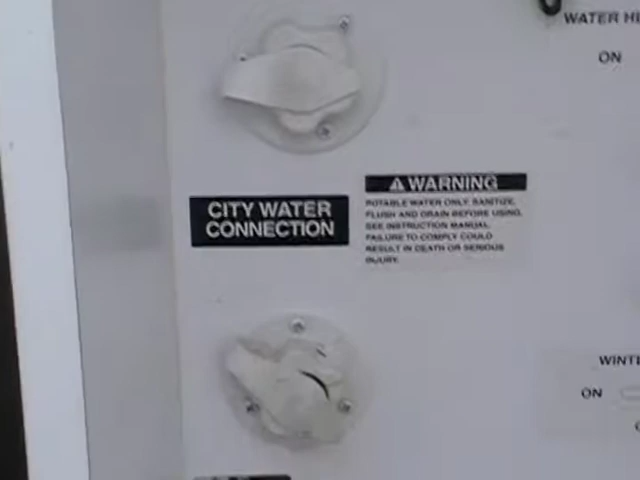 WATER H
ON
CITY WATER
CONNECTION
⚠ WARNING
POTABLE WATER ONLY. SANITIZE,
FLUSH AND DRAIN BEFORE USING.
SEE INSTRUCTION MANUAL.
FAILURE TO COMPLY COULD
RESULT IN DEATH OR SERIOUS
INJURY.
WINTE
ON